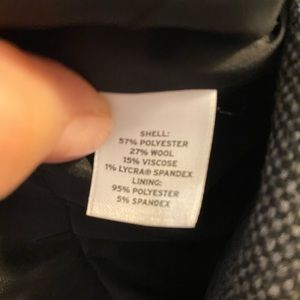 SHELL:
57% POLYESTER
27% WOOL
15% VISCOSE
1% LYCRA® SPANDEX
LINING:
95% POLYESTER
5% SPANDEX